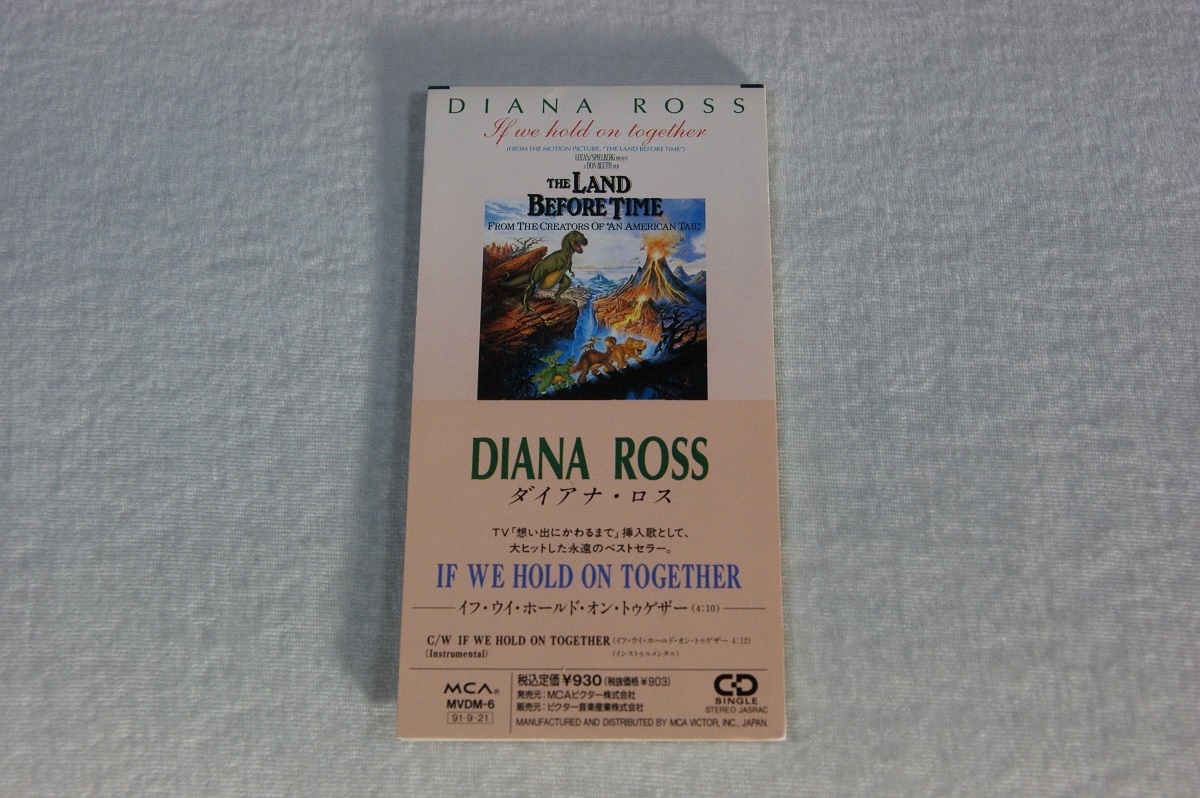 DIANA ROSS
If we hold on together
(FROM THE MOTION PICTURE, "THE LAND BEFORE TIME")
LUCAS/SPIELBERG PRESENT
A DON BLUTH FILM
THE LAND
BEFORE TIME
FROM THE CREATORS OF "AN AMERICAN TAIL"
DIANA ROSS
ダイアナ・ロス
TV「想い出にかわるまで」挿入歌として、
大ヒットした永遠のベストセラー。
IF WE HOLD ON TOGETHER
イフ・ウイ・ホールド・オン・トゥゲザー (4:10)
C/W IF WE HOLD ON TOGETHER (イフ・ウイ・ホールド・オン・トゥゲザー 4:12)
(Instrumental) (インストゥルメンタル)
MCA®
MVDM-6
91・9・21
税込定価¥930(税抜価格¥903)
発売元:MCAビクター株式会社
販売元:ビクター音楽産業株式会社
MANUFACTURED AND DISTRIBUTED BY MCA VICTOR, INC., JAPAN.
CD
SINGLE
STEREO JASRAC